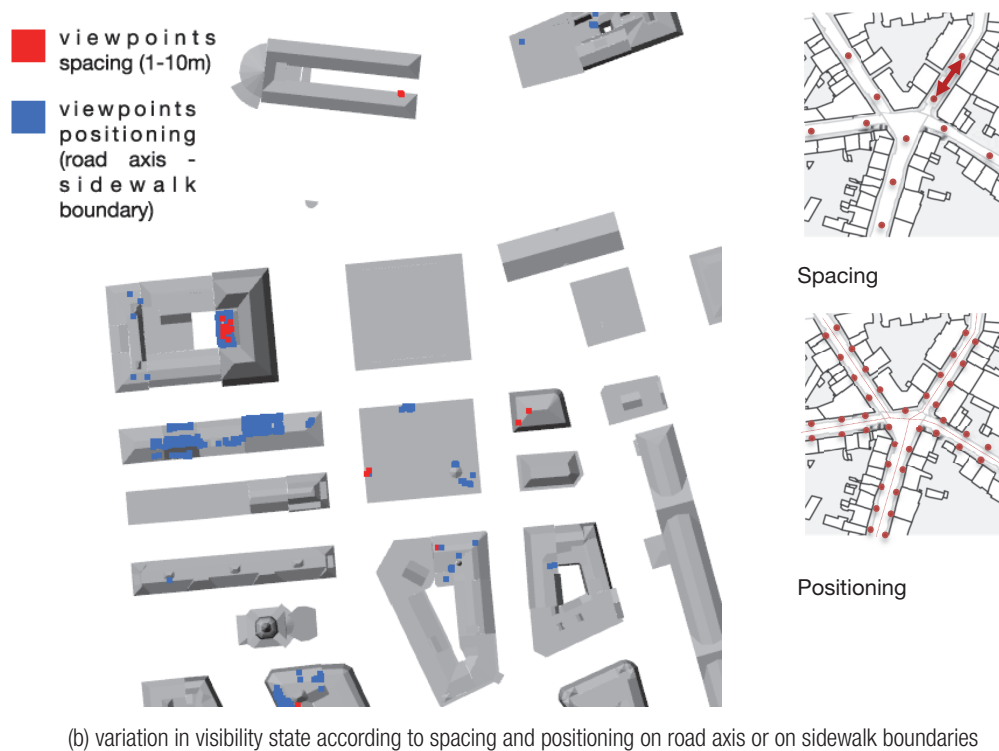 viewpoints
spacing (1-10m)
viewpoints
positioning
(road axis -
sidewalk
boundary)
Spacing
Positioning
(b) variation in visibility state according to spacing and positioning on road axis or on sidewalk boundaries